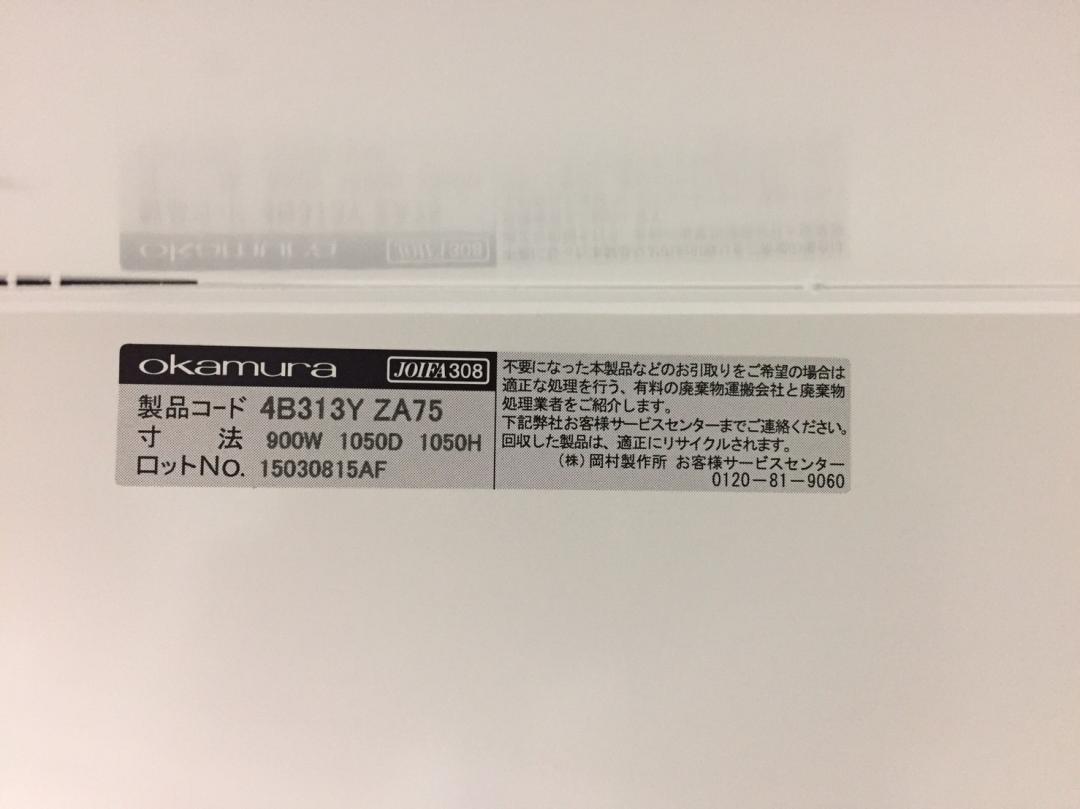 okamura JOIFA308
製品コード 4B313Y ZA75
寸 法 900W 1050D 1050H
ロットNo. 15030815AF
不要になった本製品などのお引取りをご希望の場合は
適正な処理を行う、有料の廃棄物運搬会社と廃棄物
処理業者をご紹介します。
下記弊社お客様サービスセンターまでご連絡ください。
回収した製品は、適正にリサイクルされます。
(株)岡村製作所 お客様サービスセンター
0120-81-9060